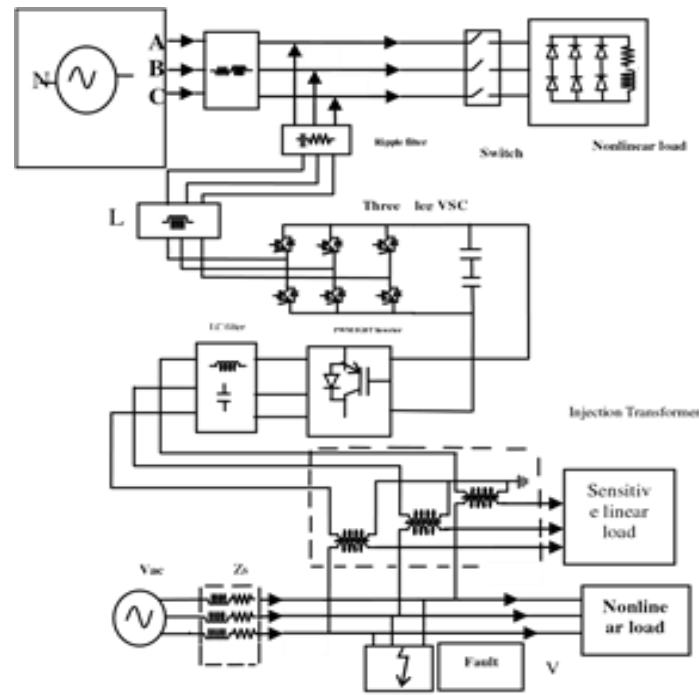 A
B
N
C
Ripple filter
Switch
Nonlinear load
L
Three lce VSC
LC filter
Injection Transformer
Sensitiv
e linear
load
Vac
Zs
Nonline
ar load
Fault
V